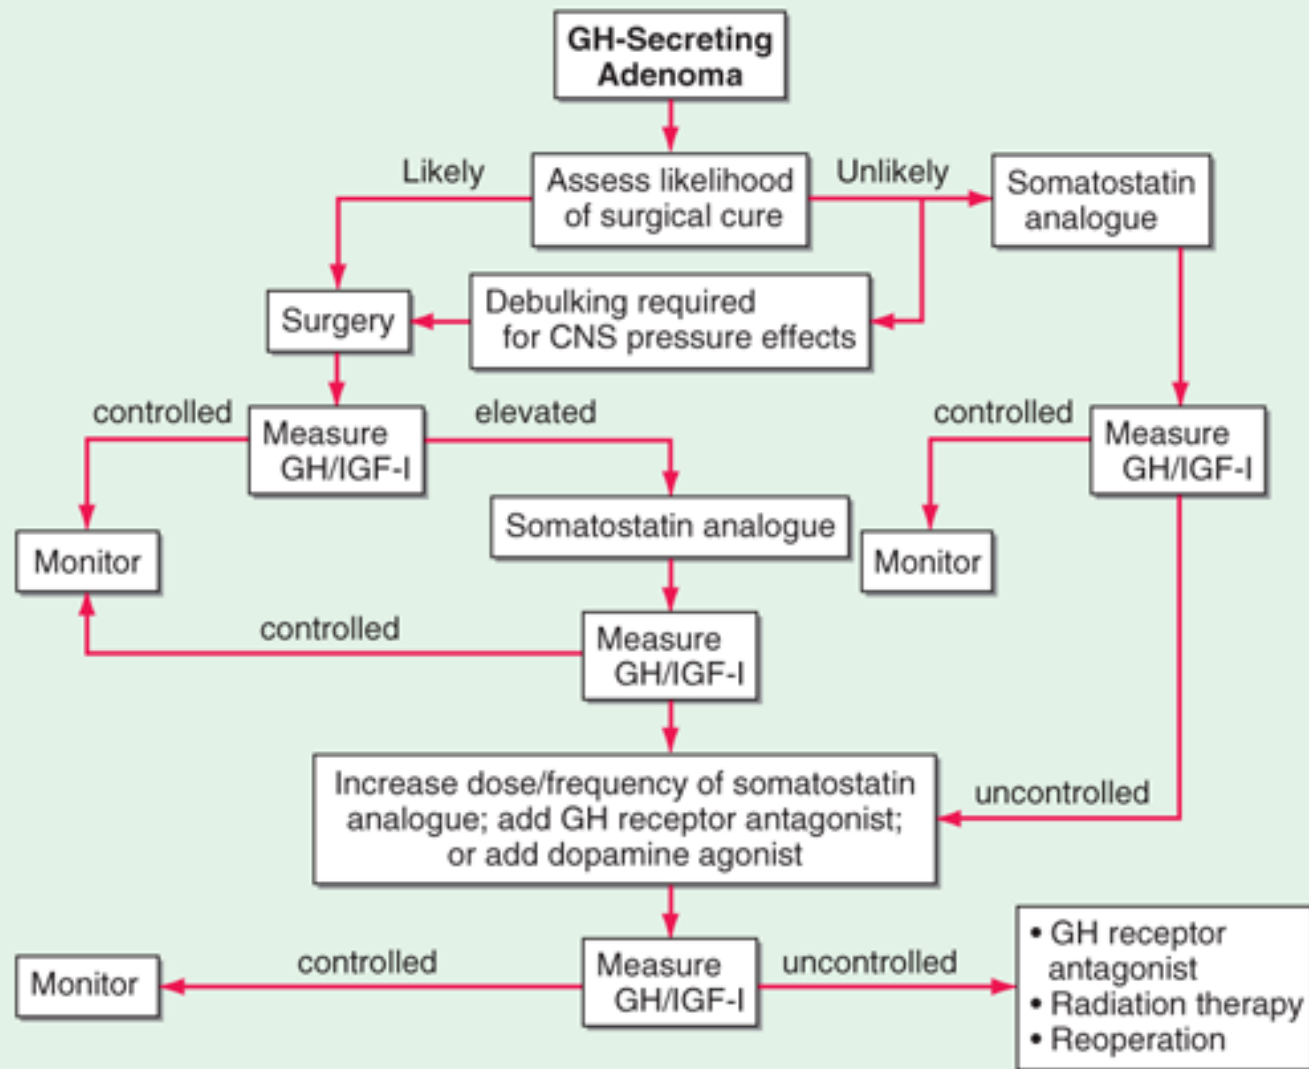 GH-Secreting
Adenoma
Likely
Assess likelihood
of surgical cure
Unlikely
Somatostatin
analogue
Surgery
Debulking required
for CNS pressure effects
controlled
Measure
GH/IGF-I
elevated
controlled
Measure
GH/IGF-I
Monitor
Somatostatin analogue
Monitor
controlled
Measure
GH/IGF-I
Increase dose/frequency of somatostatin
analogue; add GH receptor antagonist;
or add dopamine agonist
uncontrolled
Monitor
controlled
Measure
GH/IGF-I
uncontrolled
• GH receptor
antagonist
• Radiation therapy
• Reoperation